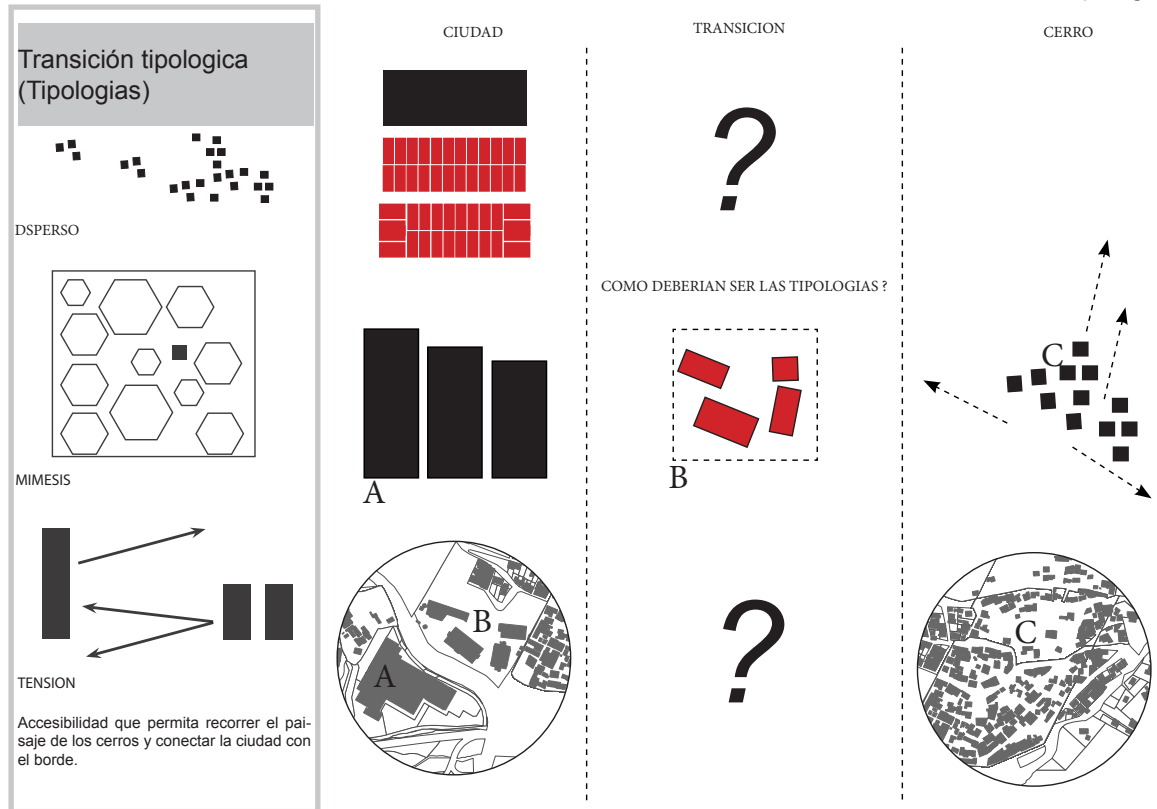 Transición tipologica
(Tipologias)
DSPERSO
MIMESIS
TENSION
Accesibilidad que permita recorrer el pai-
saje de los cerros y conectar la ciudad con
el borde.
CIUDAD
A
B
A
TRANSICION
?
COMO DEBERIAN SER LAS TIPOLOGIAS ?
B
?
CERRO
C
C